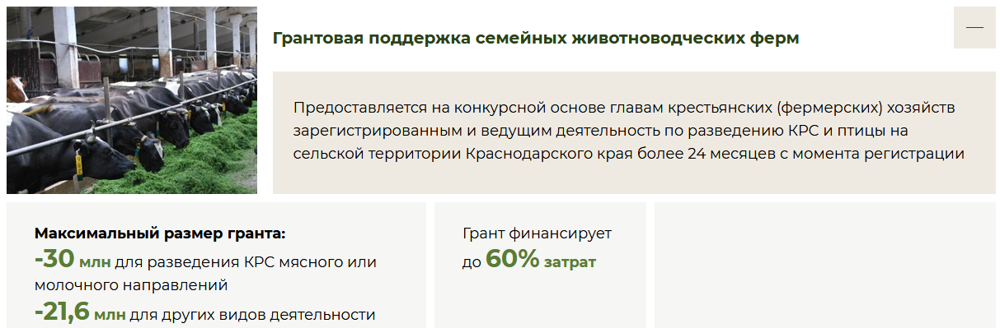 Грантовая поддержка семейных животноводческих ферм
Предоставляется на конкурсной основе главам крестьянских (фермерских) хозяйств
зарегистрированным и ведущим деятельность по разведению КРС и птицы на
сельской территории Краснодарского края более 24 месяцев с момента регистрации
Максимальный размер гранта:
-30 млн для разведения КРС мясного или
молочного направлений
-21,6 млн для других видов деятельности
Грант финансирует
до 60% затрат